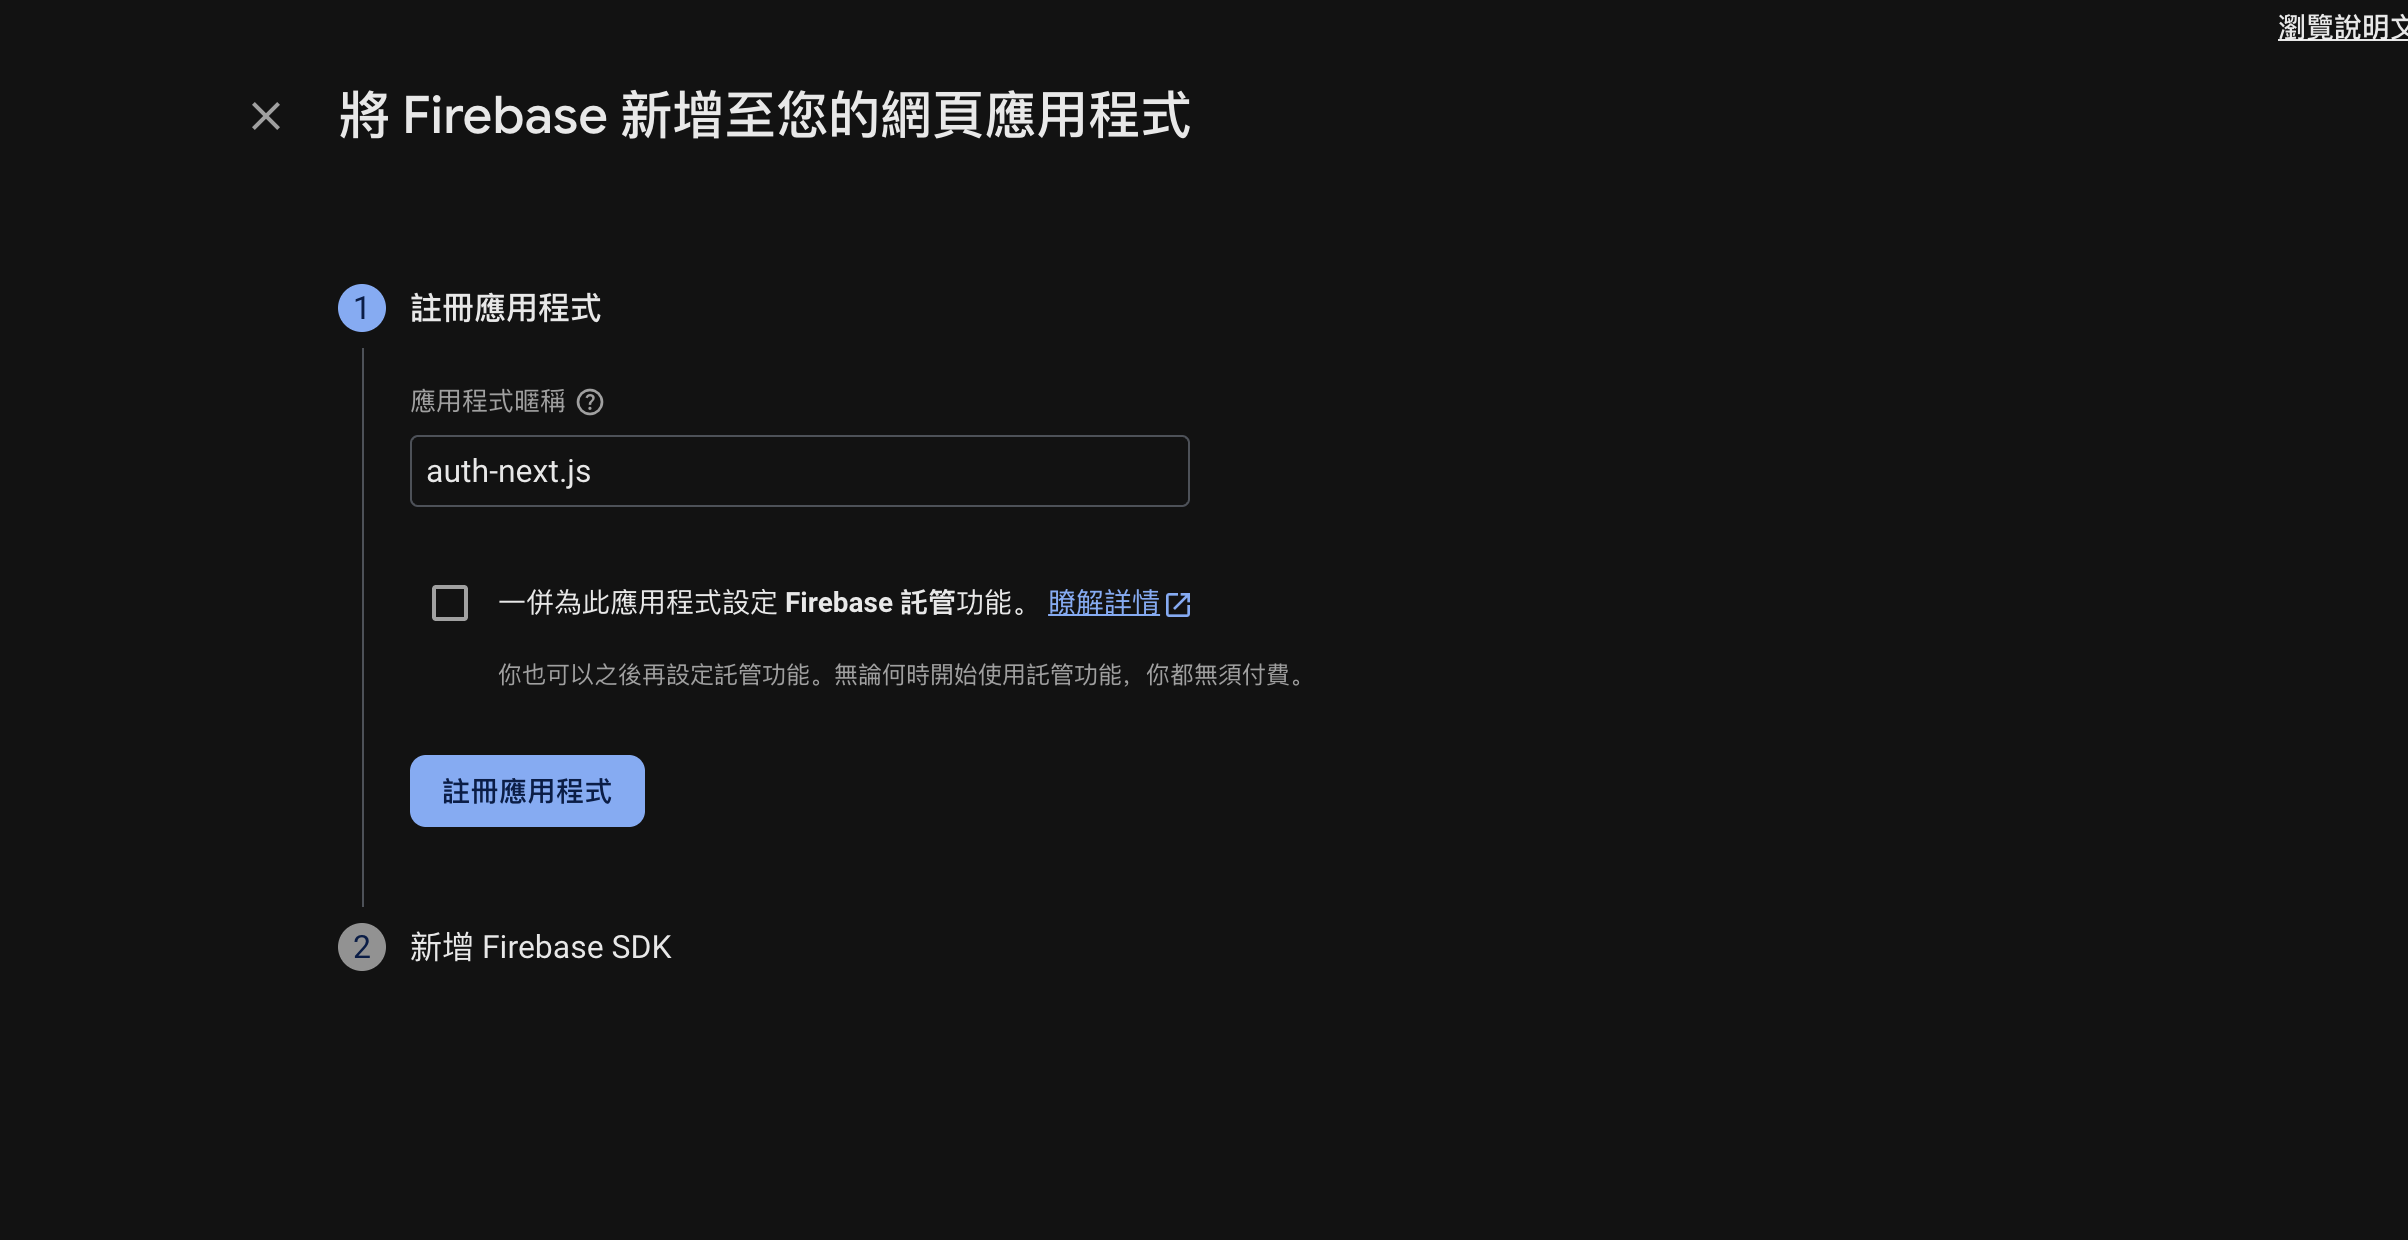 瀏覽說明
將 Firebase 新增至您的網頁應用程式
1 註冊應用程式
應用程式暱稱
auth-next.js
一併為此應用程式設定 Firebase 託管功能。 瞭解詳情
你也可以之後再設定託管功能。無論何時開始使用託管功能，你都無須付費。
註冊應用程式
2 新增 Firebase SDK